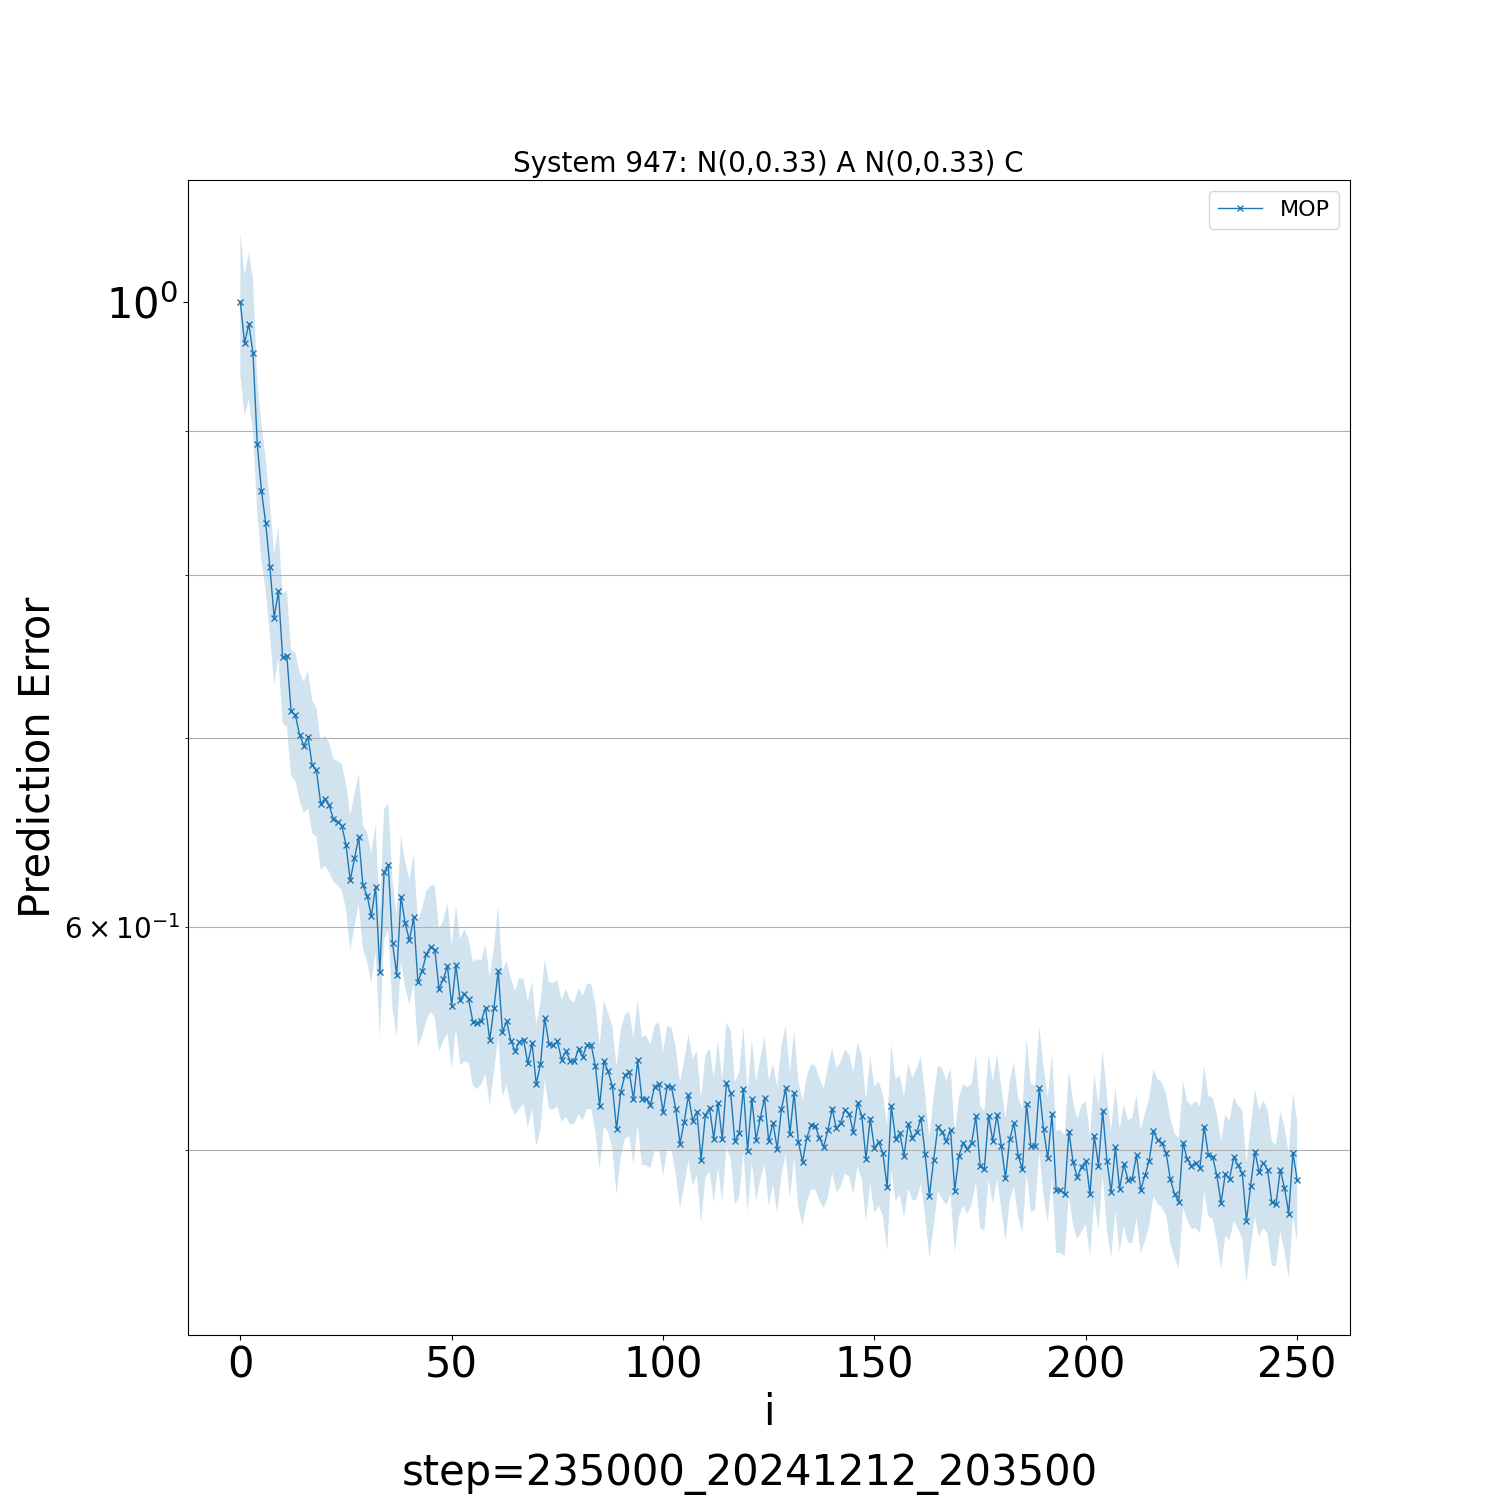 System 947: N(0,0.33) A N(0,0.33) C
MOP
10⁰
6 × 10⁻¹
Prediction Error
0 50 100 150 200 250
i
step=235000_20241212_203500